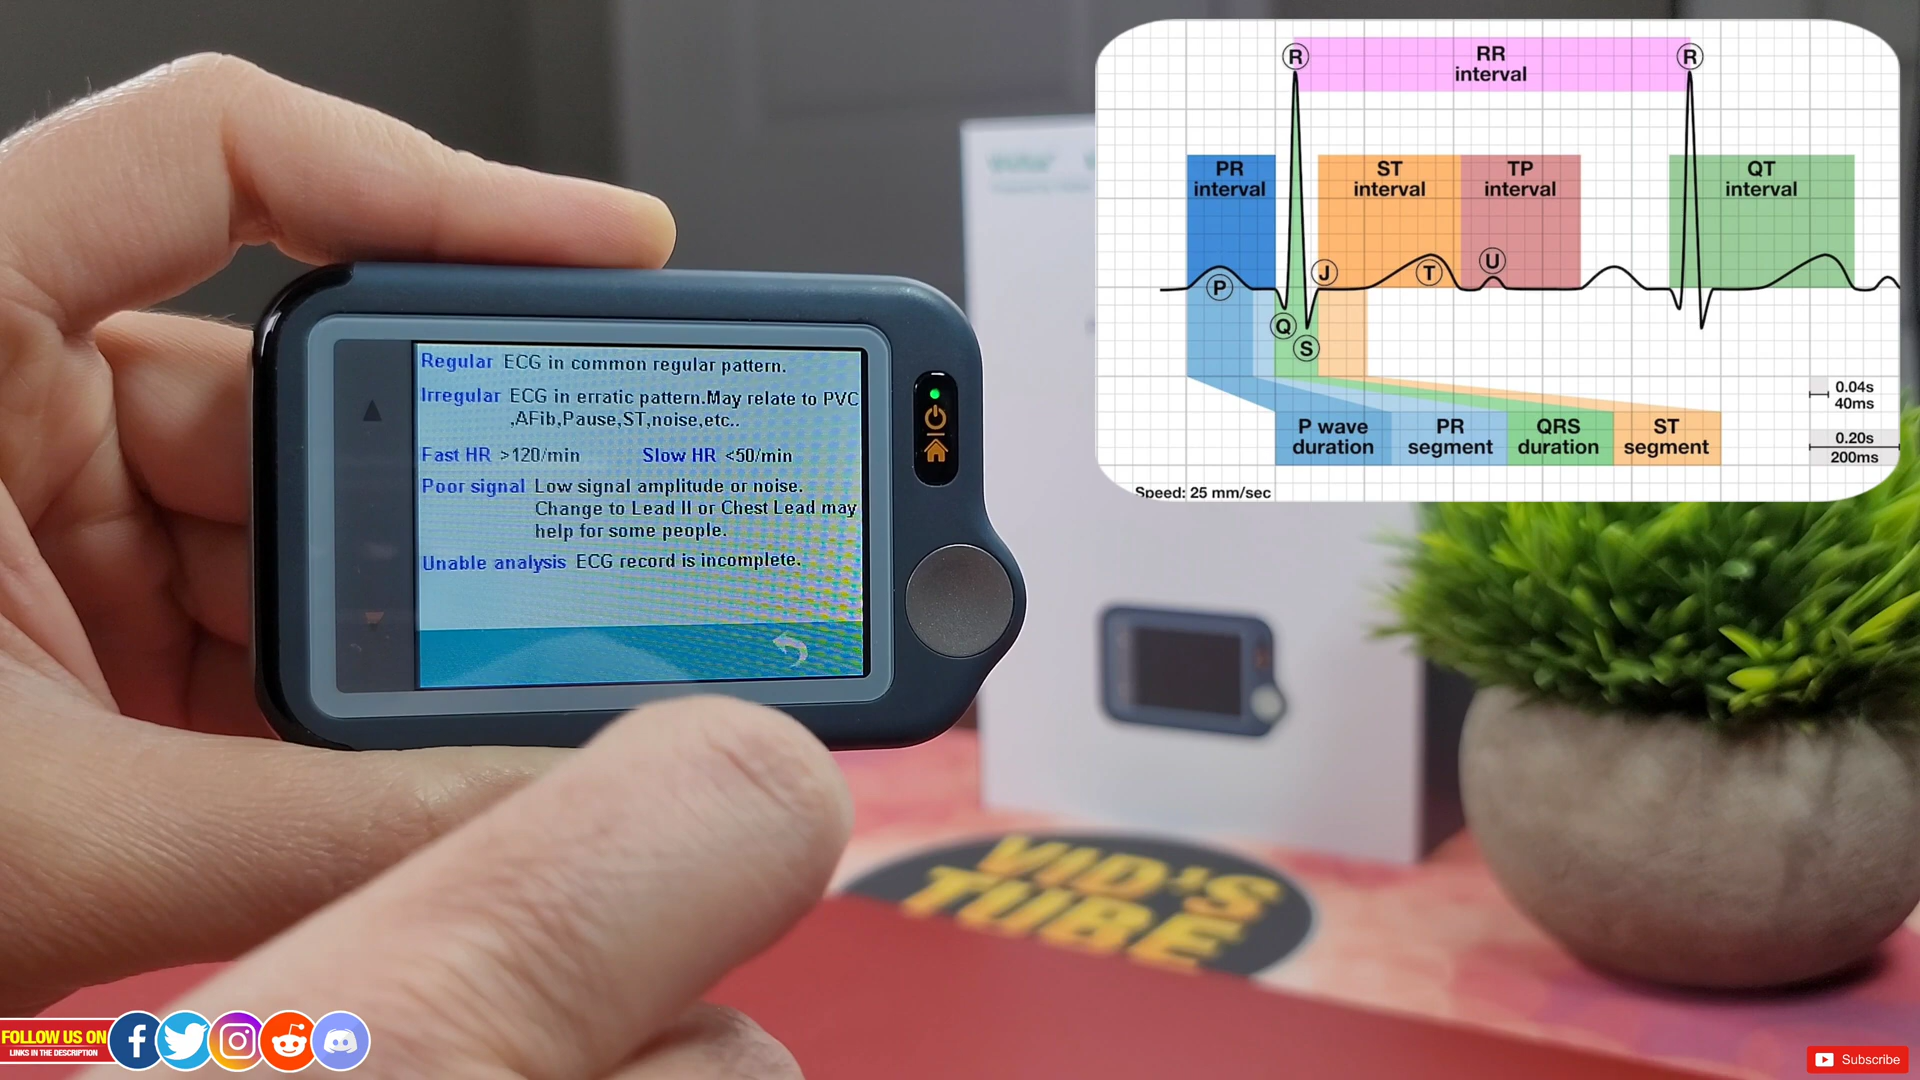 Regular ECG in common regular pattern.
Irregular ECG in erratic pattern.May relate to PVC
,AFib,Pause,ST,noise,etc..
Fast HR >120/min Slow HR <50/min
Poor signal Low signal amplitude or noise.
Change to Lead II or Chest Lead may
help for some people.
Unable analysis ECG record is incomplete.
R
RR
interval
R
PR
interval
ST
interval
TP
interval
QT
interval
P
Q
S
J
T
U
0.04s
40ms
0.20s
200ms
P wave
duration
PR
segment
QRS
duration
ST
segment
Speed: 25 mm/sec
VID'S
TUBE
FOLLOW US ON
LINKS IN THE DESCRIPTION
Subscribe